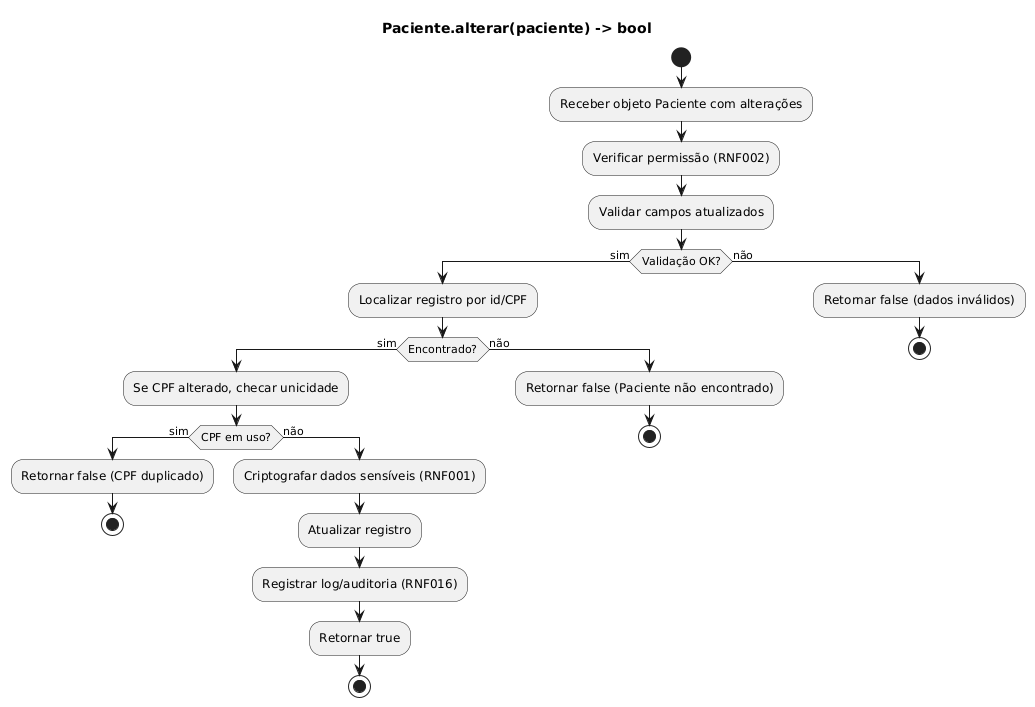 Paciente.alterar(paciente) -> bool
Receber objeto Paciente com alterações
Verificar permissão (RNF002)
Validar campos atualizados
sim
Validação OK?
não
Localizar registro por id/CPF
Retornar false (dados inválidos)
sim
Encontrado?
não
Se CPF alterado, checar unicidade
Retornar false (Paciente não encontrado)
sim
CPF em uso?
não
Retornar false (CPF duplicado)
Criptografar dados sensíveis (RNF001)
Atualizar registro
Registrar log/auditoria (RNF016)
Retornar true